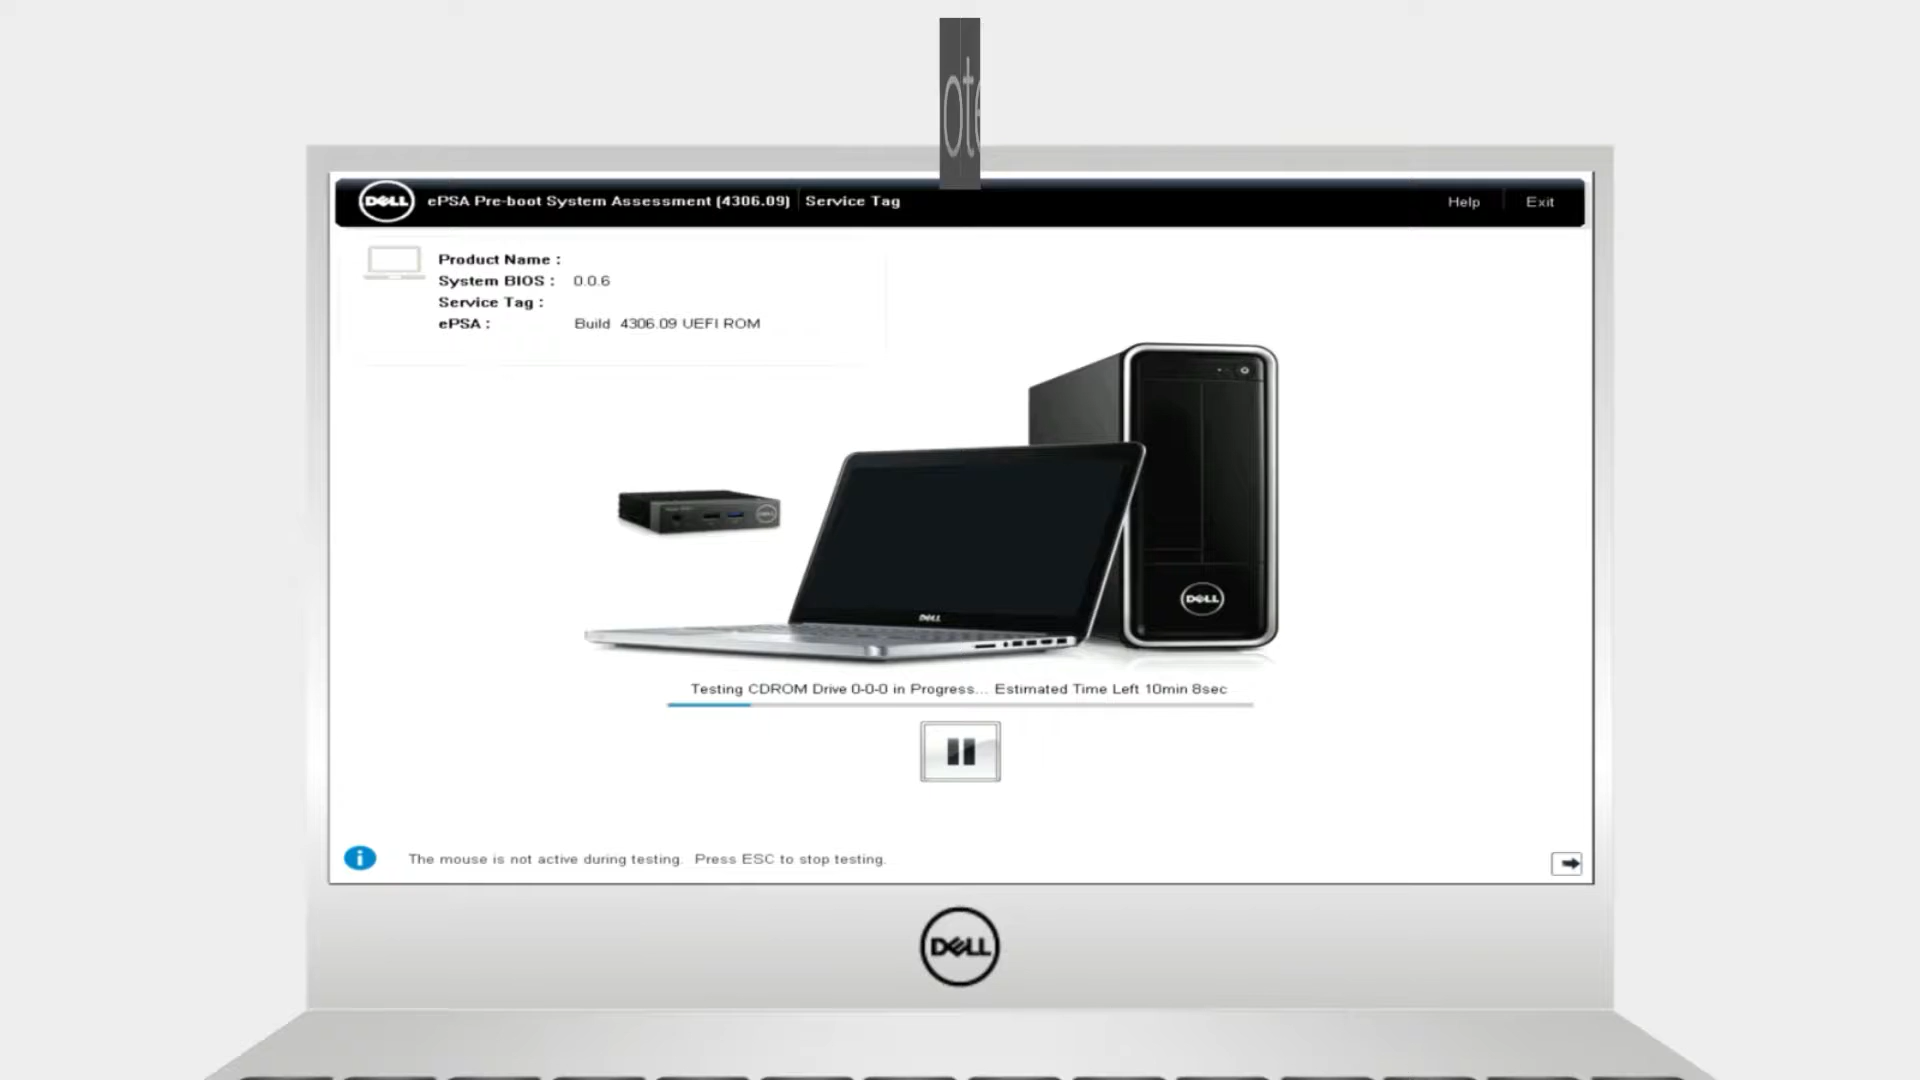 ote
DELL ePSA Pre-boot System Assessment (4306.09) Service Tag Help Exit
Product Name :
System BIOS : 0.0.6
Service Tag :
ePSA : Build 4306.09 UEFI ROM
DELL
DELL
DELL
Testing CDROM Drive 0-0-0 in Progress... Estimated Time Left 10min 8sec
i The mouse is not active during testing. Press ESC to stop testing.
DELL